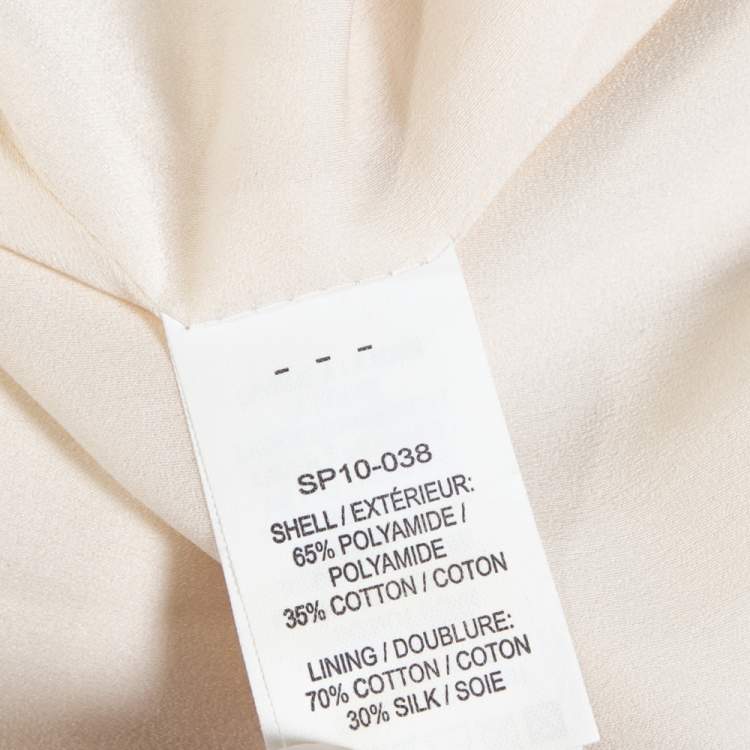 - - -
SP10-038
SHELL / EXTÉRIEUR:
65% POLYAMIDE /
POLYAMIDE
35% COTTON / COTON
LINING / DOUBLURE:
70% COTTON / COTON
30% SILK / SOIE